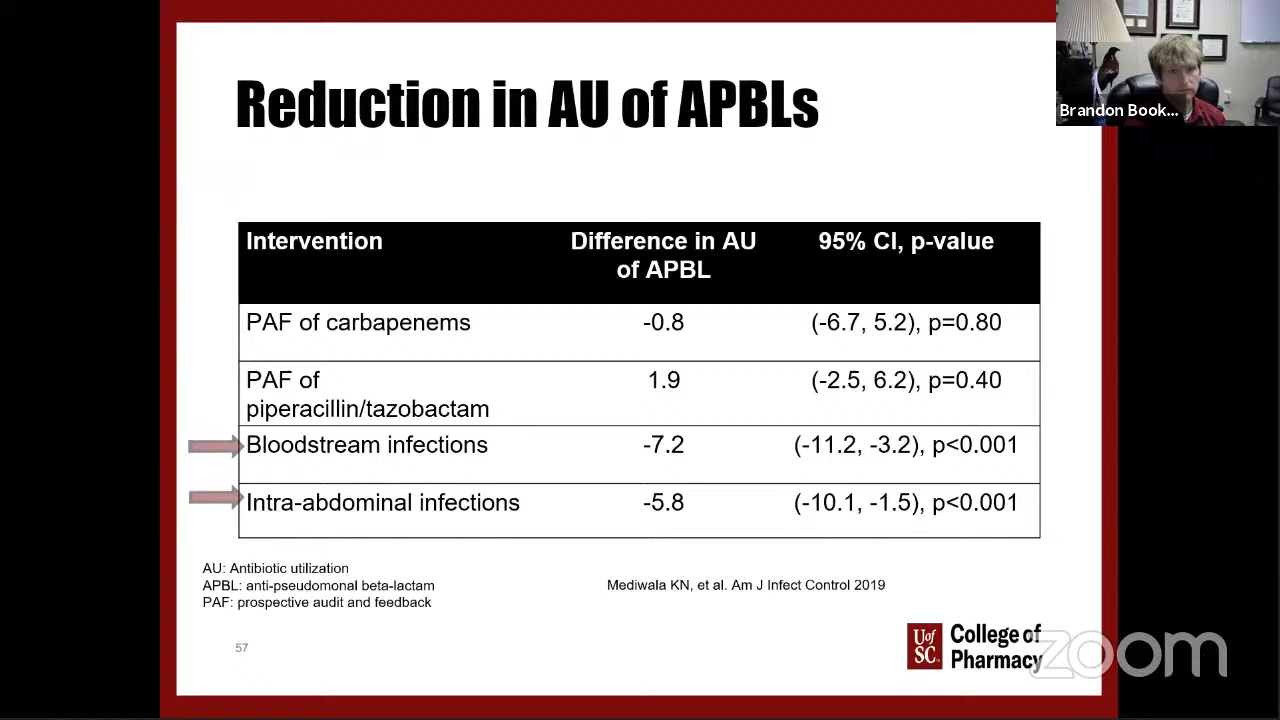 Reduction in AU of APBLs
Brandon Book...
Intervention
Difference in AU
of APBL
95% CI, p-value
PAF of carbapenems
-0.8
(-6.7, 5.2), p=0.80
PAF of
piperacillin/tazobactam
1.9
(-2.5, 6.2), p=0.40
Bloodstream infections
-7.2
(-11.2, -3.2), p<0.001
Intra-abdominal infections
-5.8
(-10.1, -1.5), p<0.001
AU: Antibiotic utilization
APBL: anti-pseudomonal beta-lactam
PAF: prospective audit and feedback
Mediwala KN, et al. Am J Infect Control 2019
57
UofSC
College of
Pharmacy
zoom